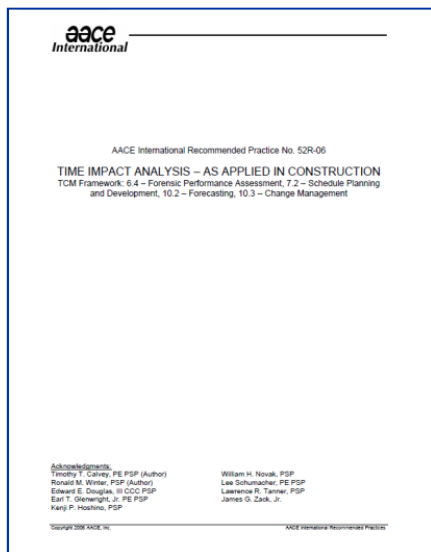 aace
International
AACE International Recommended Practice No. 52R-06
TIME IMPACT ANALYSIS – AS APPLIED IN CONSTRUCTION
TCM Framework: 6.4 – Forensic Performance Assessment, 7.2 – Schedule Planning
and Development, 10.2 – Forecasting, 10.3 – Change Management
Acknowledgments:
Timothy T. Calvey, PE PSP (Author)
Ronald M. Winter, PSP (Author)
Edward E. Douglas, III CCC PSP
Earl T. Glenwright, Jr. PE PSP
Kenji P. Hoshino, PSP
William H. Novak, PSP
Lee Schumacher, PE PSP
Lawrence R. Tanner, PSP
James G. Zack, Jr.
Copyright 2006 AACE, Inc.
AACE International Recommended Practices